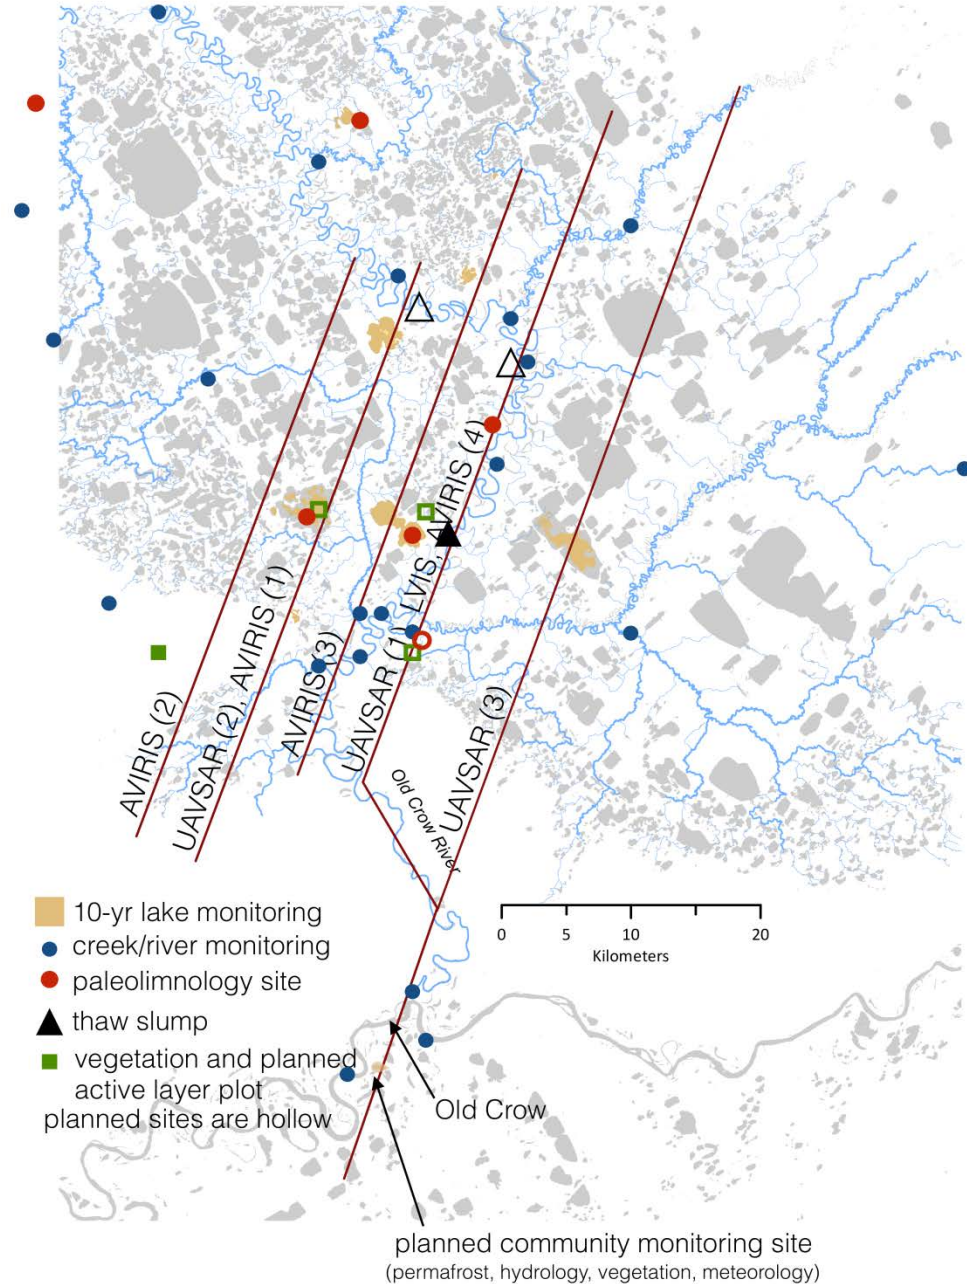 AVIRIS (2)
UAVSAR (2), AVIRIS (1)
AVIRIS (3)
UAVSAR (1), LVIS, AVIRIS (4)
UAVSAR (3)
Old Crow River
10-yr lake monitoring
creek/river monitoring
paleolimnology site
thaw slump
vegetation and planned
active layer plot
planned sites are hollow
0 5 10 20
Kilometers
Old Crow
planned community monitoring site
(permafrost, hydrology, vegetation, meteorology)